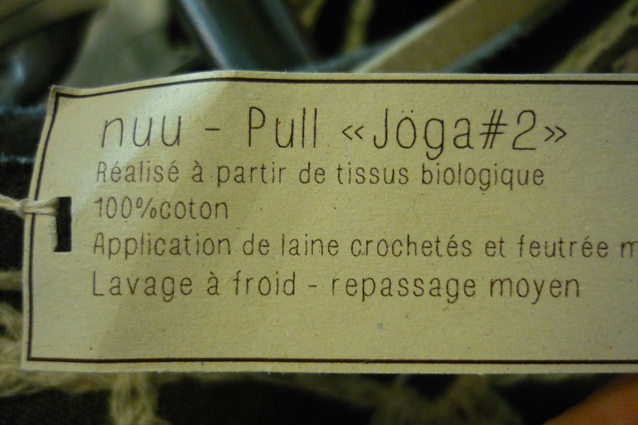 nuu - Pull «Jöga#2»
Réalisé à partir de tissus biologique
100%coton
Application de laine crochetés et feutrée
Lavage à froid - repassage moyen